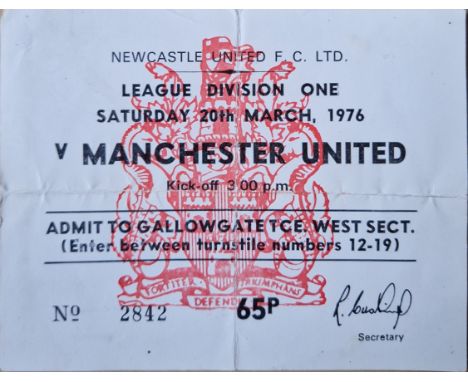 NEWCASTLE UNITED F.C. LTD.
LEAGUE DIVISION ONE
SATURDAY 20th MARCH, 1976
V MANCHESTER UNITED
Kick-off 3.00 p.m.
ADMIT TO GALLOWGATE TCE. WEST SECT.
(Enter between turnstile numbers 12-19)
FORTITER DEFENDIT TRIUMPHANS
Nº 2842 65P
Secretary